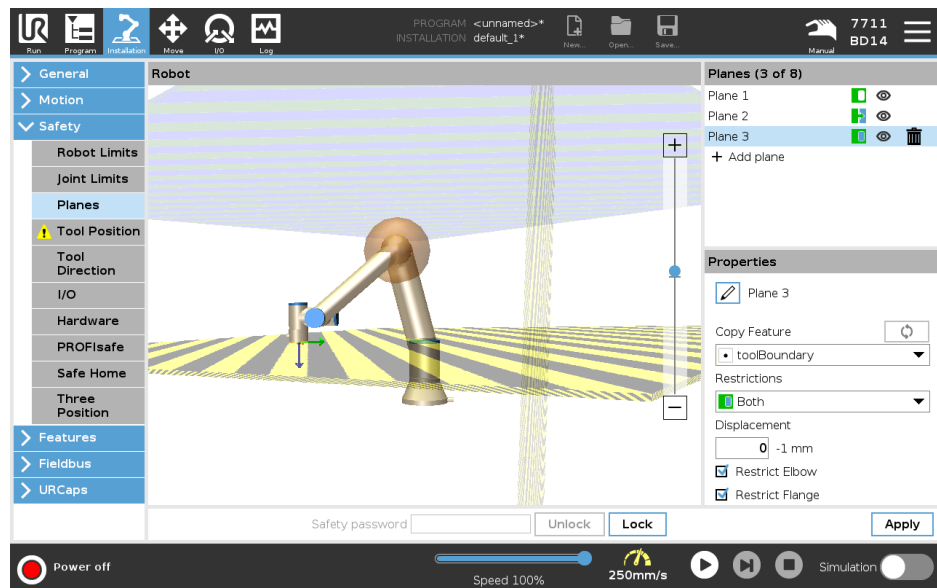 PROGRAM <unnamed>*
INSTALLATION default_1*
Run
Program
Installation
Move
I/O
Log
New...
Open...
Save...
Manual
7711
BD14
General
Motion
Safety
Robot Limits
Joint Limits
Planes
Tool Position
Tool
Direction
I/O
Hardware
PROFIsafe
Safe Home
Three
Position
Features
Fieldbus
URCaps
Robot
Planes (3 of 8)
Plane 1
Plane 2
Plane 3
+ Add plane
Properties
Plane 3
Copy Feature
toolBoundary
Restrictions
Both
Displacement
0 -1 mm
Restrict Elbow
Restrict Flange
Safety password
Unlock
Lock
Apply
Power off
Speed 100%
250mm/s
Simulation